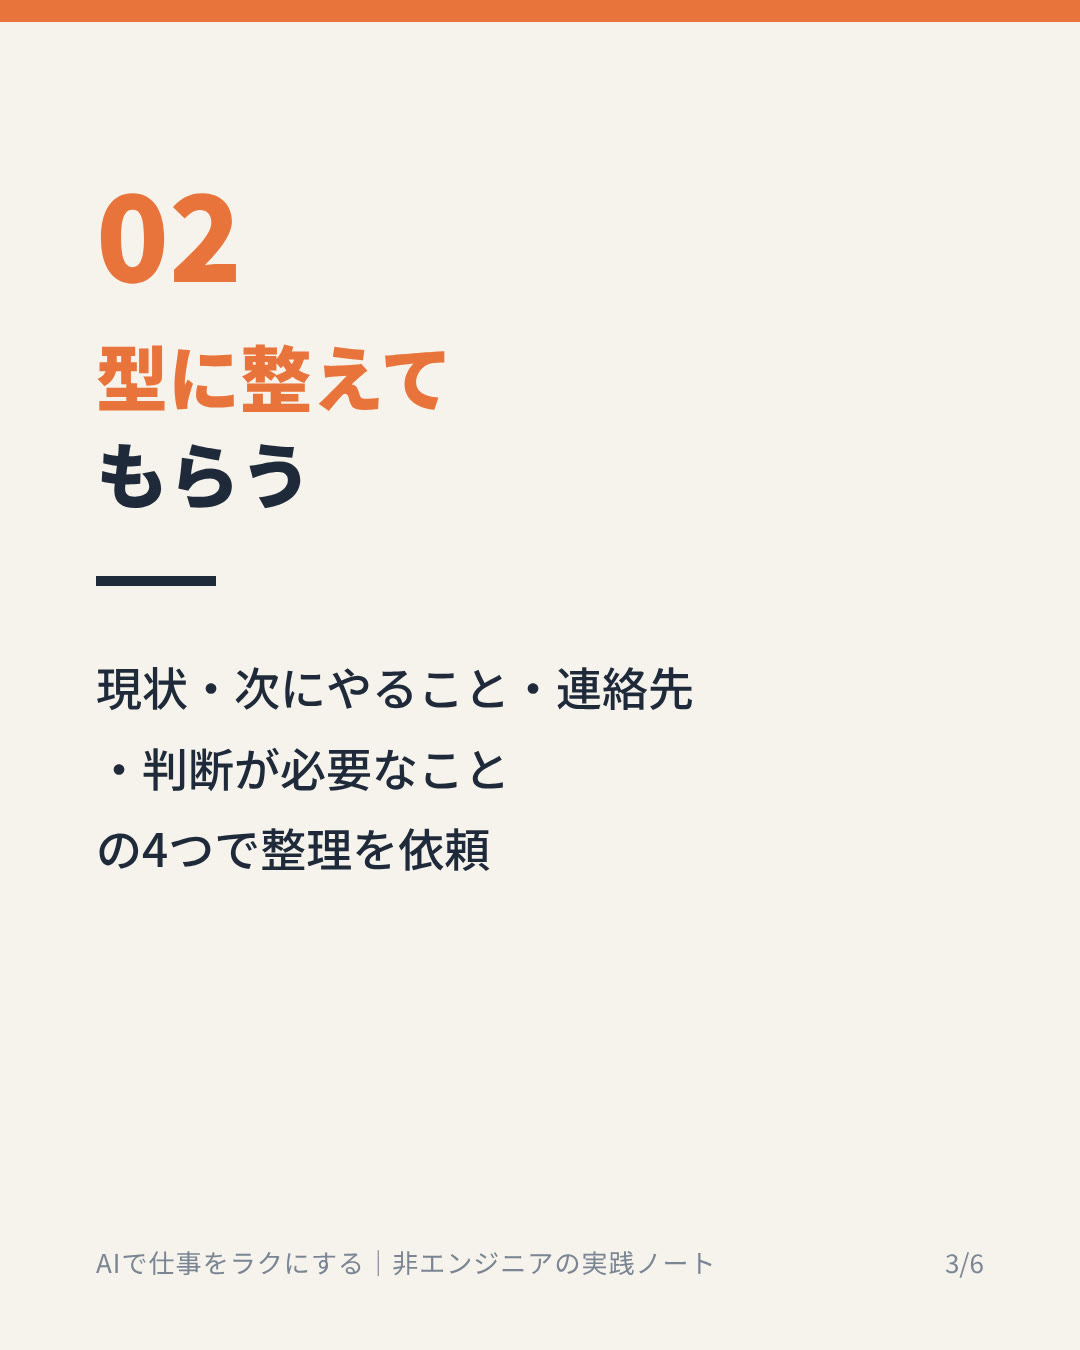 02
型に整えて
もらう
現状・次にやること・連絡先
・判断が必要なこと
の4つで整理を依頼
AIで仕事をラクにする｜非エンジニアの実践ノート
3/6